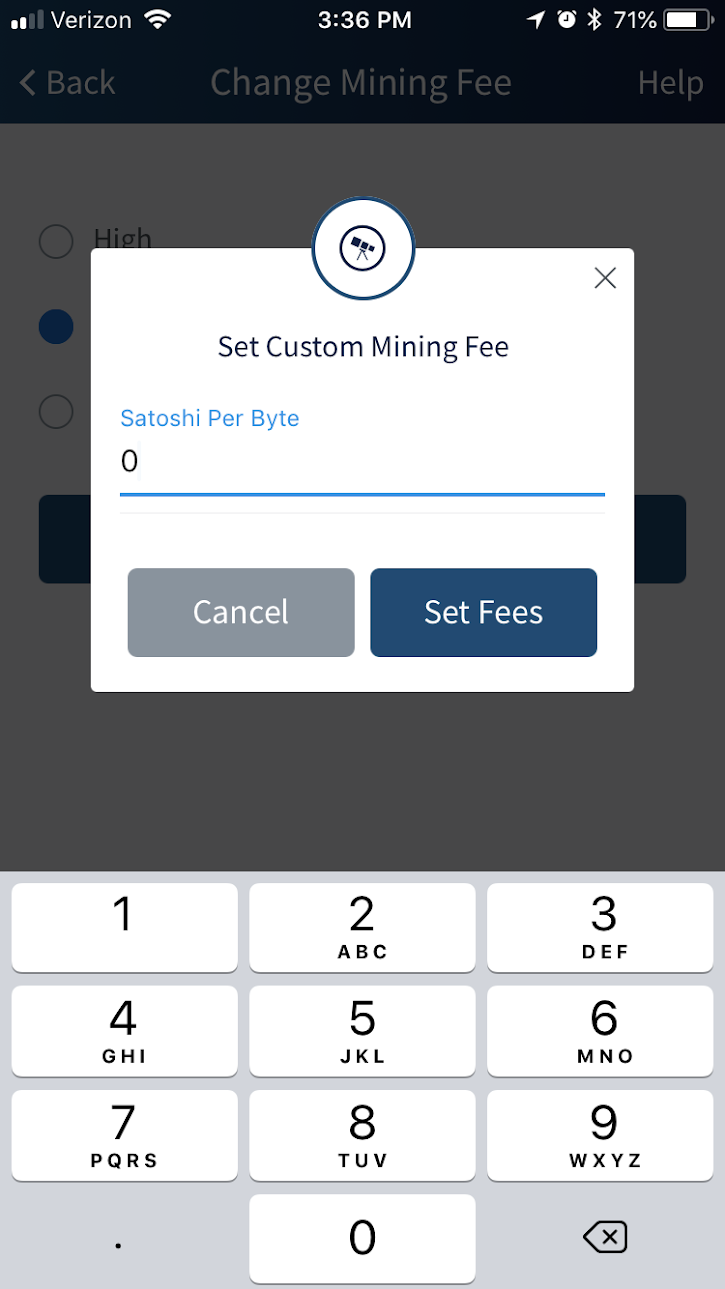 Verizon 3:36 PM 71%
Back Change Mining Fee Help
High
Set Custom Mining Fee
Satoshi Per Byte
0
Cancel Set Fees
1 2 3
ABC DEF
4 5 6
GHI JKL MNO
7 8 9
PQRS TUV WXYZ
. 0